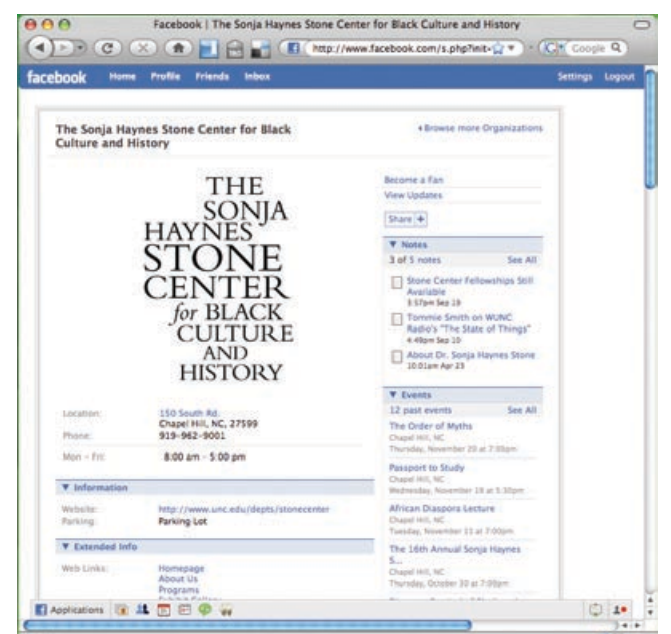 Facebook | The Sonja Haynes Stone Center for Black Culture and History
http://www.facebook.com/s.php?init
Google
facebook Home Profile Friends Inbox Settings Logout
The Sonja Haynes Stone Center for Black
Culture and History
Browse more Organizations
THE
SONJA
HAYNES
STONE
CENTER
for BLACK
CULTURE
AND
HISTORY
Location: 150 South Rd.
Chapel Hill, NC, 27599
Phone: 919-962-9001
Mon - Fri: 8:00 am - 5:00 pm
Information
Website: http://www.unc.edu/depts/stonecenter
Parking: Parking Lot
Extended Info
Web Links: Homepage
About Us
Programs
Become a Fan
View Updates
Share +
Notes
3 of 5 notes See All
Stone Center Fellowships Still
Available
3:57pm Sep 19
Tommie Smith on WUNC
Radio's "The State of Things"
4:49pm Sep 10
About Dr. Sonja Haynes Stone
10:01am Apr 23
Events
12 past events See All
The Order of Myths
Chapel Hill, NC
Thursday, November 20 at 7:00pm
Passport to Study
Chapel Hill, NC
Wednesday, November 19 at 5:30pm
African Diaspora Lecture
Chapel Hill, NC
Tuesday, November 11 at 7:00pm
The 16th Annual Sonja Haynes
S...
Chapel Hill, NC
Thursday, October 30 at 7:00pm
Applications